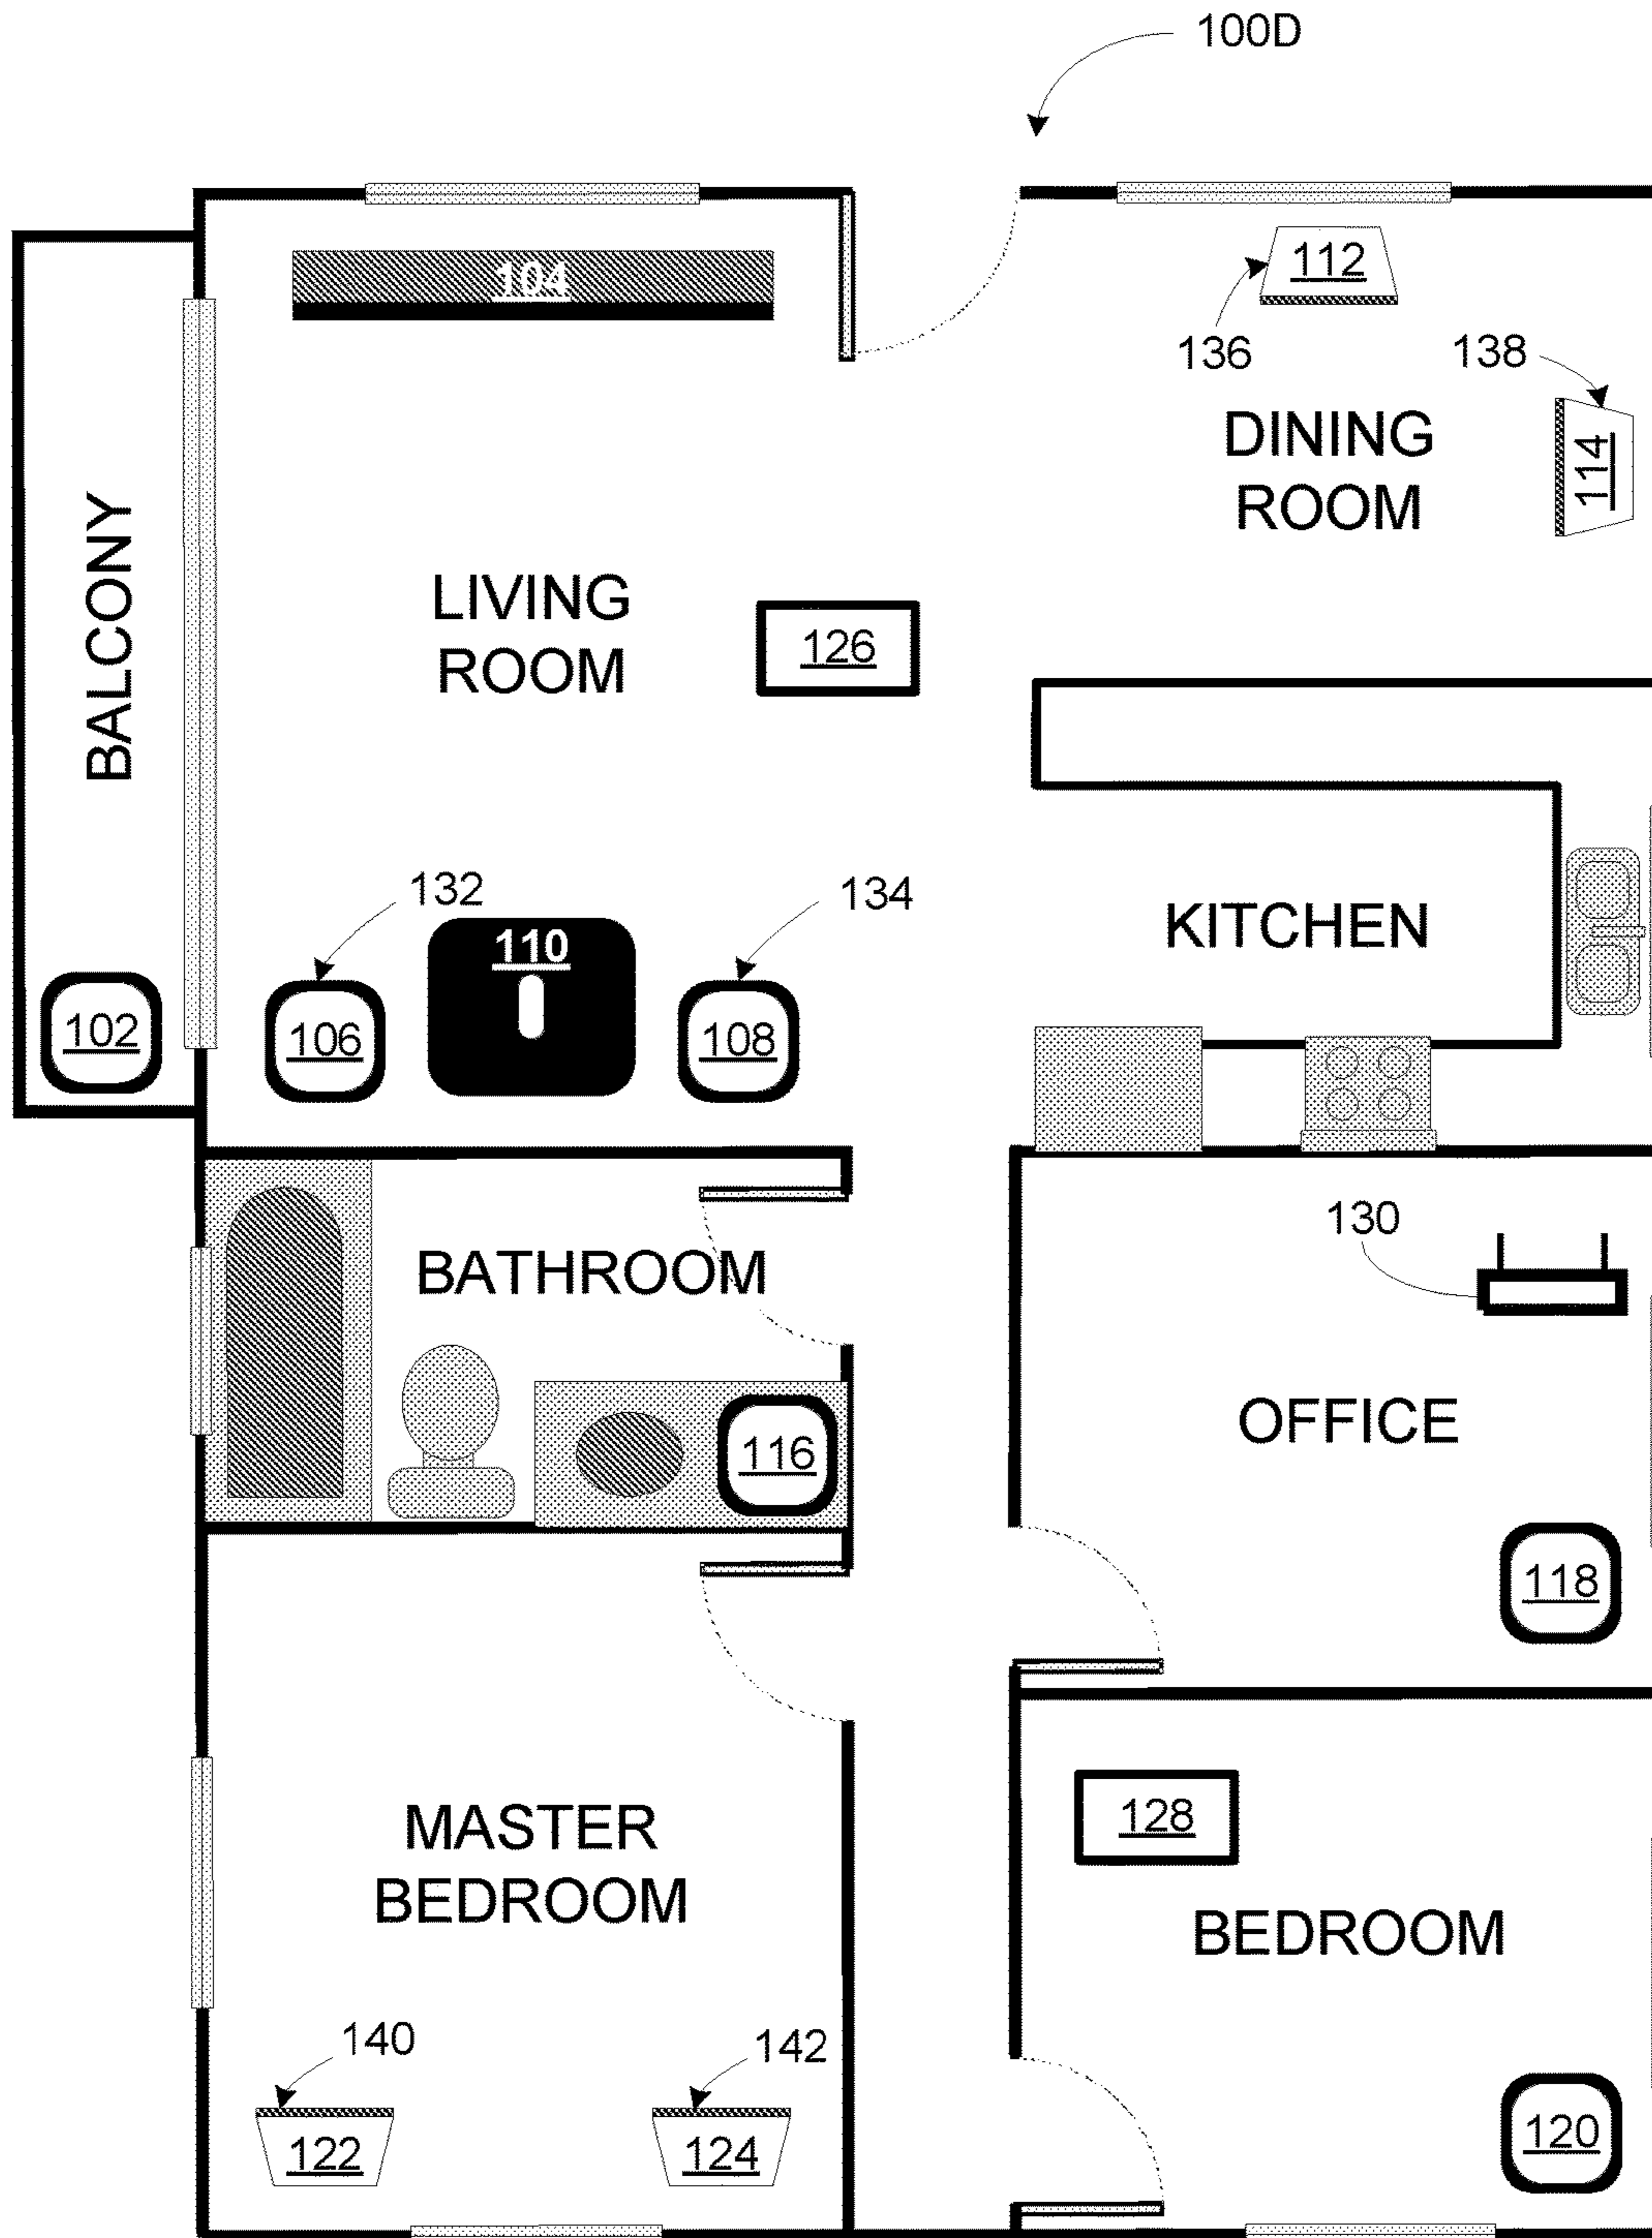 100D
104
112
136
138
DINING
ROOM
114
BALCONY
LIVING
ROOM
126
132
134
110
KITCHEN
102
106
108
130
BATHROOM
OFFICE
116
118
128
MASTER
BEDROOM
BEDROOM
140
142
122
124
120